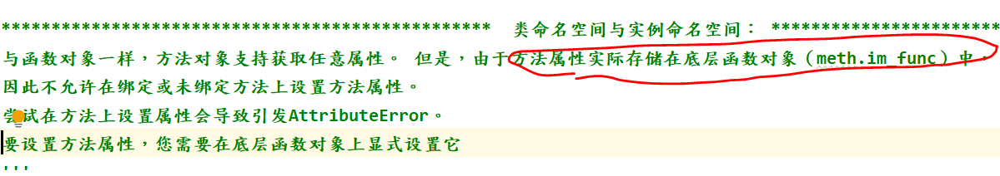 ************************************************* 类命名空间与实例命名空间： ***********************
与函数对象一样，方法对象支持获取任意属性。 但是，由于方法属性实际存储在底层函数对象（meth.im_func）中，
因此不允许在绑定或未绑定方法上设置方法属性。
尝试在方法上设置属性会导致引发AttributeError。
要设置方法属性，您需要在底层函数对象上显式设置它
'''